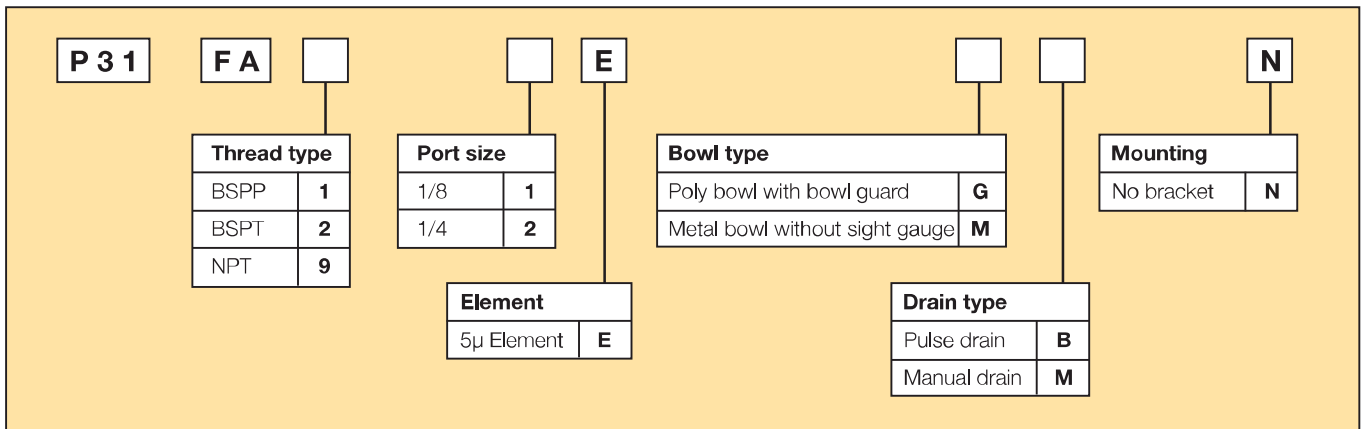 P 3 1 F A E N
Thread type
BSPP 1
BSPT 2
NPT 9
Port size
1/8 1
1/4 2
Bowl type
Poly bowl with bowl guard G
Metal bowl without sight gauge M
Mounting
No bracket N
Element
5µ Element E
Drain type
Pulse drain B
Manual drain M